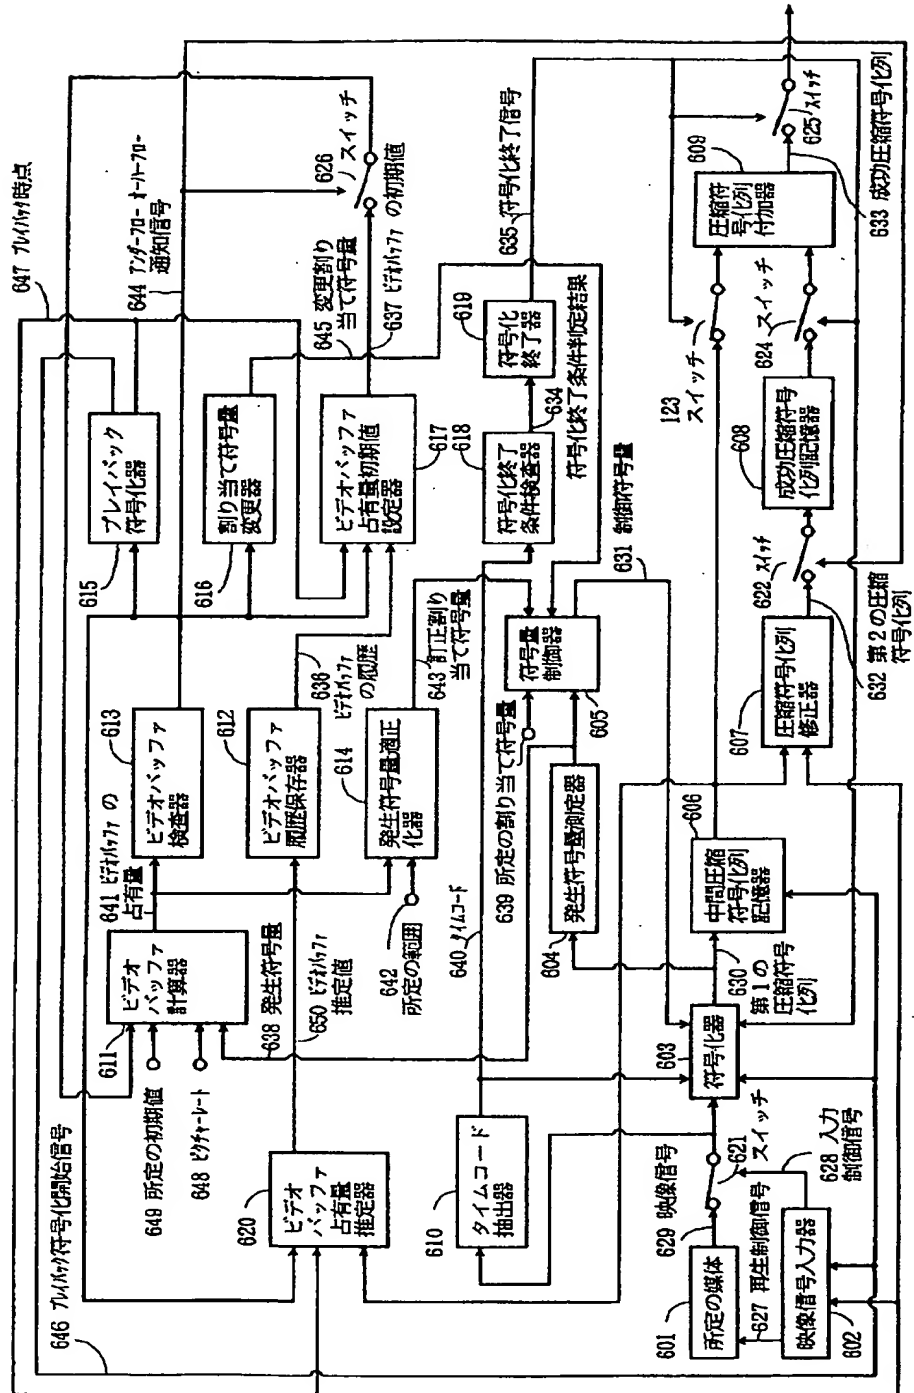 647 プレイバック時点
644 アンダーフロー オーバーフロー
通知信号
626
スイッチ
645 変更割り
当て符号量
637 ビデオバッファの初期値
635 符号化終了信号
625 スイッチ
633 成功圧縮符号化列
609
圧縮符
号化列
付加器
615
プレイバック
符号化器
616
割り当て符号量
変更器
ビデオバッファ
占有量初期値
設定器
617
618
符号化終了
条件検査器
634
符号化終了条件判定結果
619
符号化
終了器
123
スイッチ
624
スイッチ
608
成功圧縮符号
化列記憶器
622 スイッチ
632 第2の圧縮
符号化列
607
圧縮符号化列
修正器
613
ビデオバッファ
検査器
641 ビデオバッファの
占有量
612
ビデオバッファ
履歴保存器
636
ビデオバッファ
の履歴
614
発生符号量適正
化器
643 訂正割り
当て符号量
642
所定の範囲
符号量
制御器
605
631 制御符号量
639 所定の割り当て符号量
640 タイムコード
604
発生符号量測定器
606
中間圧縮
符号化列
記憶器
630
第1の
圧縮符号
化列
611
ビデオ
バッファ
計算器
638 発生符号量
650 ビデオバッファ
推定値
649 所定の初期値
648 ピクチャーレート
646 プレイバック符号化開始信号
620
ビデオ
バッファ
占有量
推定器
610
タイムコード
抽出器
603
符号化器
629 映像信号
621
スイッチ
628 入力
制御信号
601
所定の媒体
627 再生制御信号
映像信号入力器
602